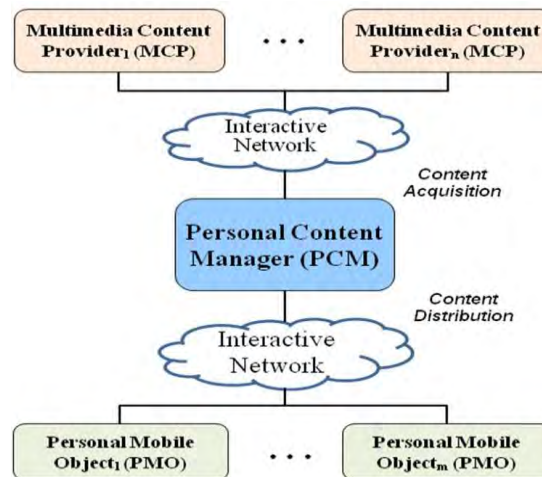 Multimedia Content
Provider₁ (MCP)
• • •
Multimedia Content
Providerₙ (MCP)
Interactive
Network
Content
Acquisition
Personal Content
Manager (PCM)
Content
Distribution
Interactive
Network
Personal Mobile
Object₁ (PMO)
• • •
Personal Mobile
Objectₘ (PMO)